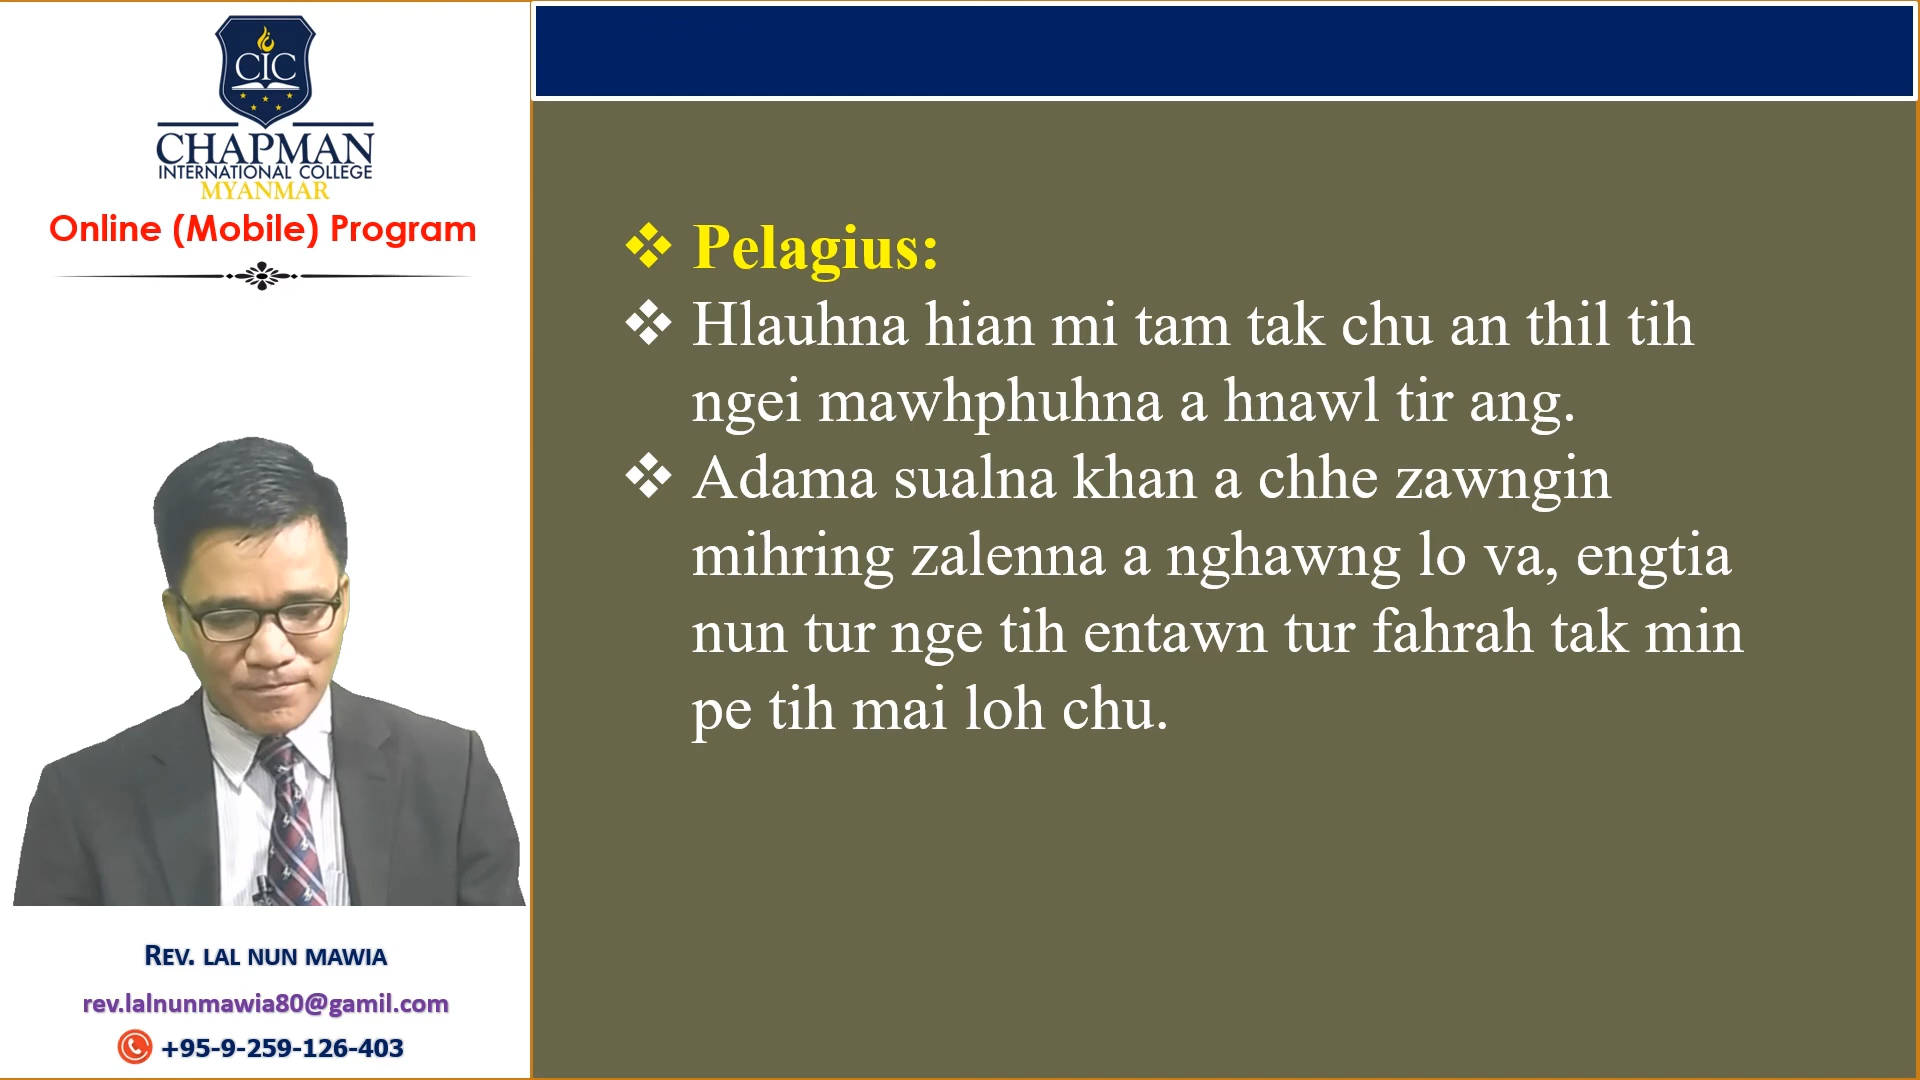 CIC
CHAPMAN
INTERNATIONAL COLLEGE
MYANMAR
Online (Mobile) Program
REV. LAL NUN MAWIA
rev.lalnunmawia80@gamil.com
+95-9-259-126-403
Pelagius:
Hlauhna hian mi tam tak chu an thil tih
ngei mawhphuhna a hnawl tir ang.
Adama sualna khan a chhe zawngin
mihring zalenna a nghawng lo va, engtia
nun tur nge tih entawn tur fahrah tak min
pe tih mai loh chu.